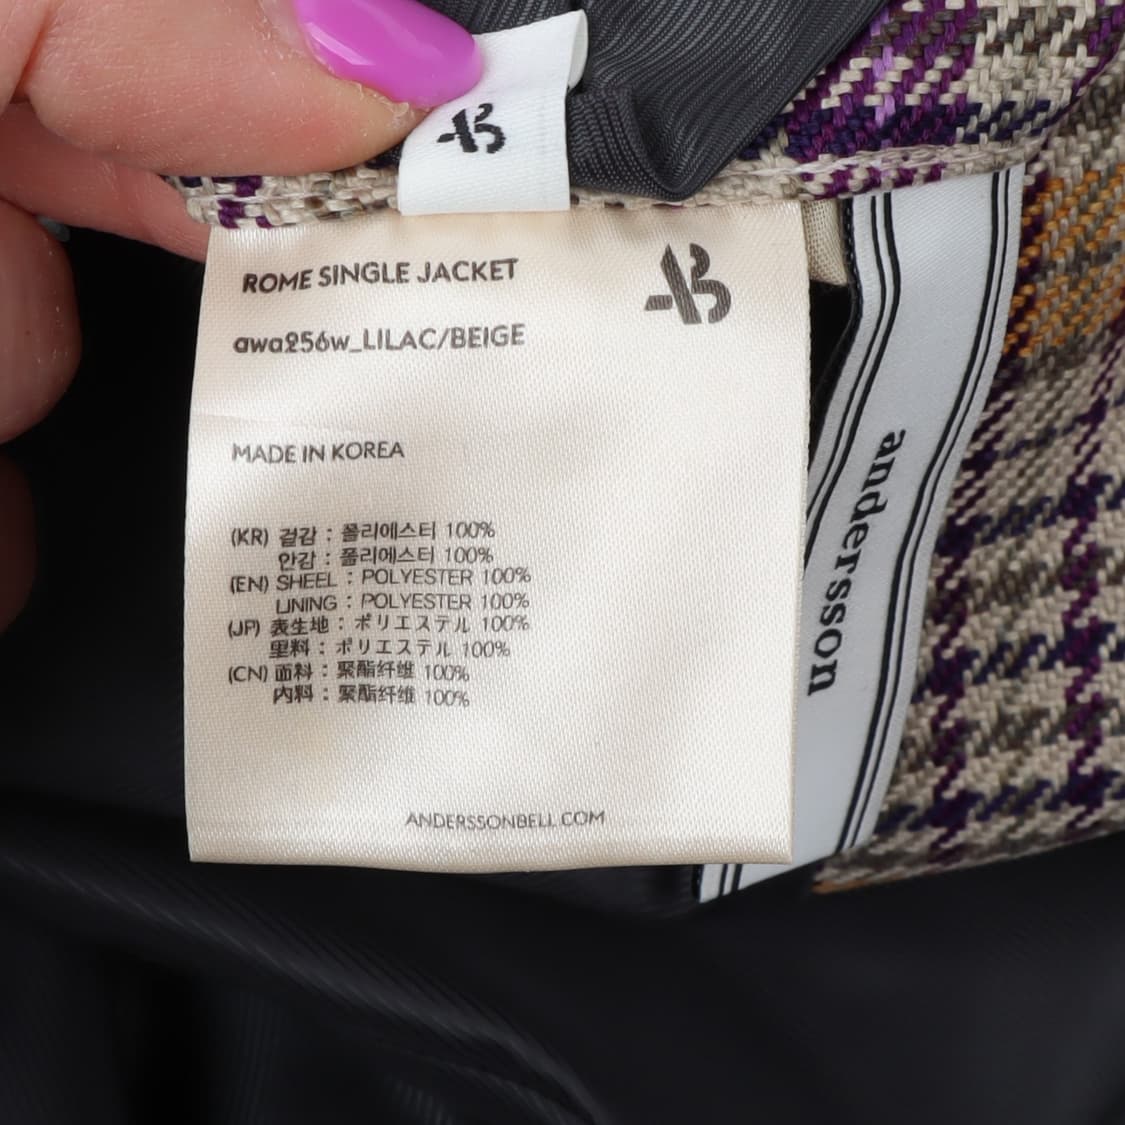 AB
ROME SINGLE JACKET
AB
awa256w_LILAC/BEIGE
MADE IN KOREA
(KR) 겉감 : 폴리에스터 100%
안감 : 폴리에스터 100%
(EN) SHEEL : POLYESTER 100%
LINING : POLYESTER 100%
(JP) 表生地 : ポリエステル 100%
里料 : ポリエステル 100%
(CN) 面料 : 聚酯纤维 100%
内料 : 聚酯纤维 100%
ANDERSSONBELL.COM
andersson